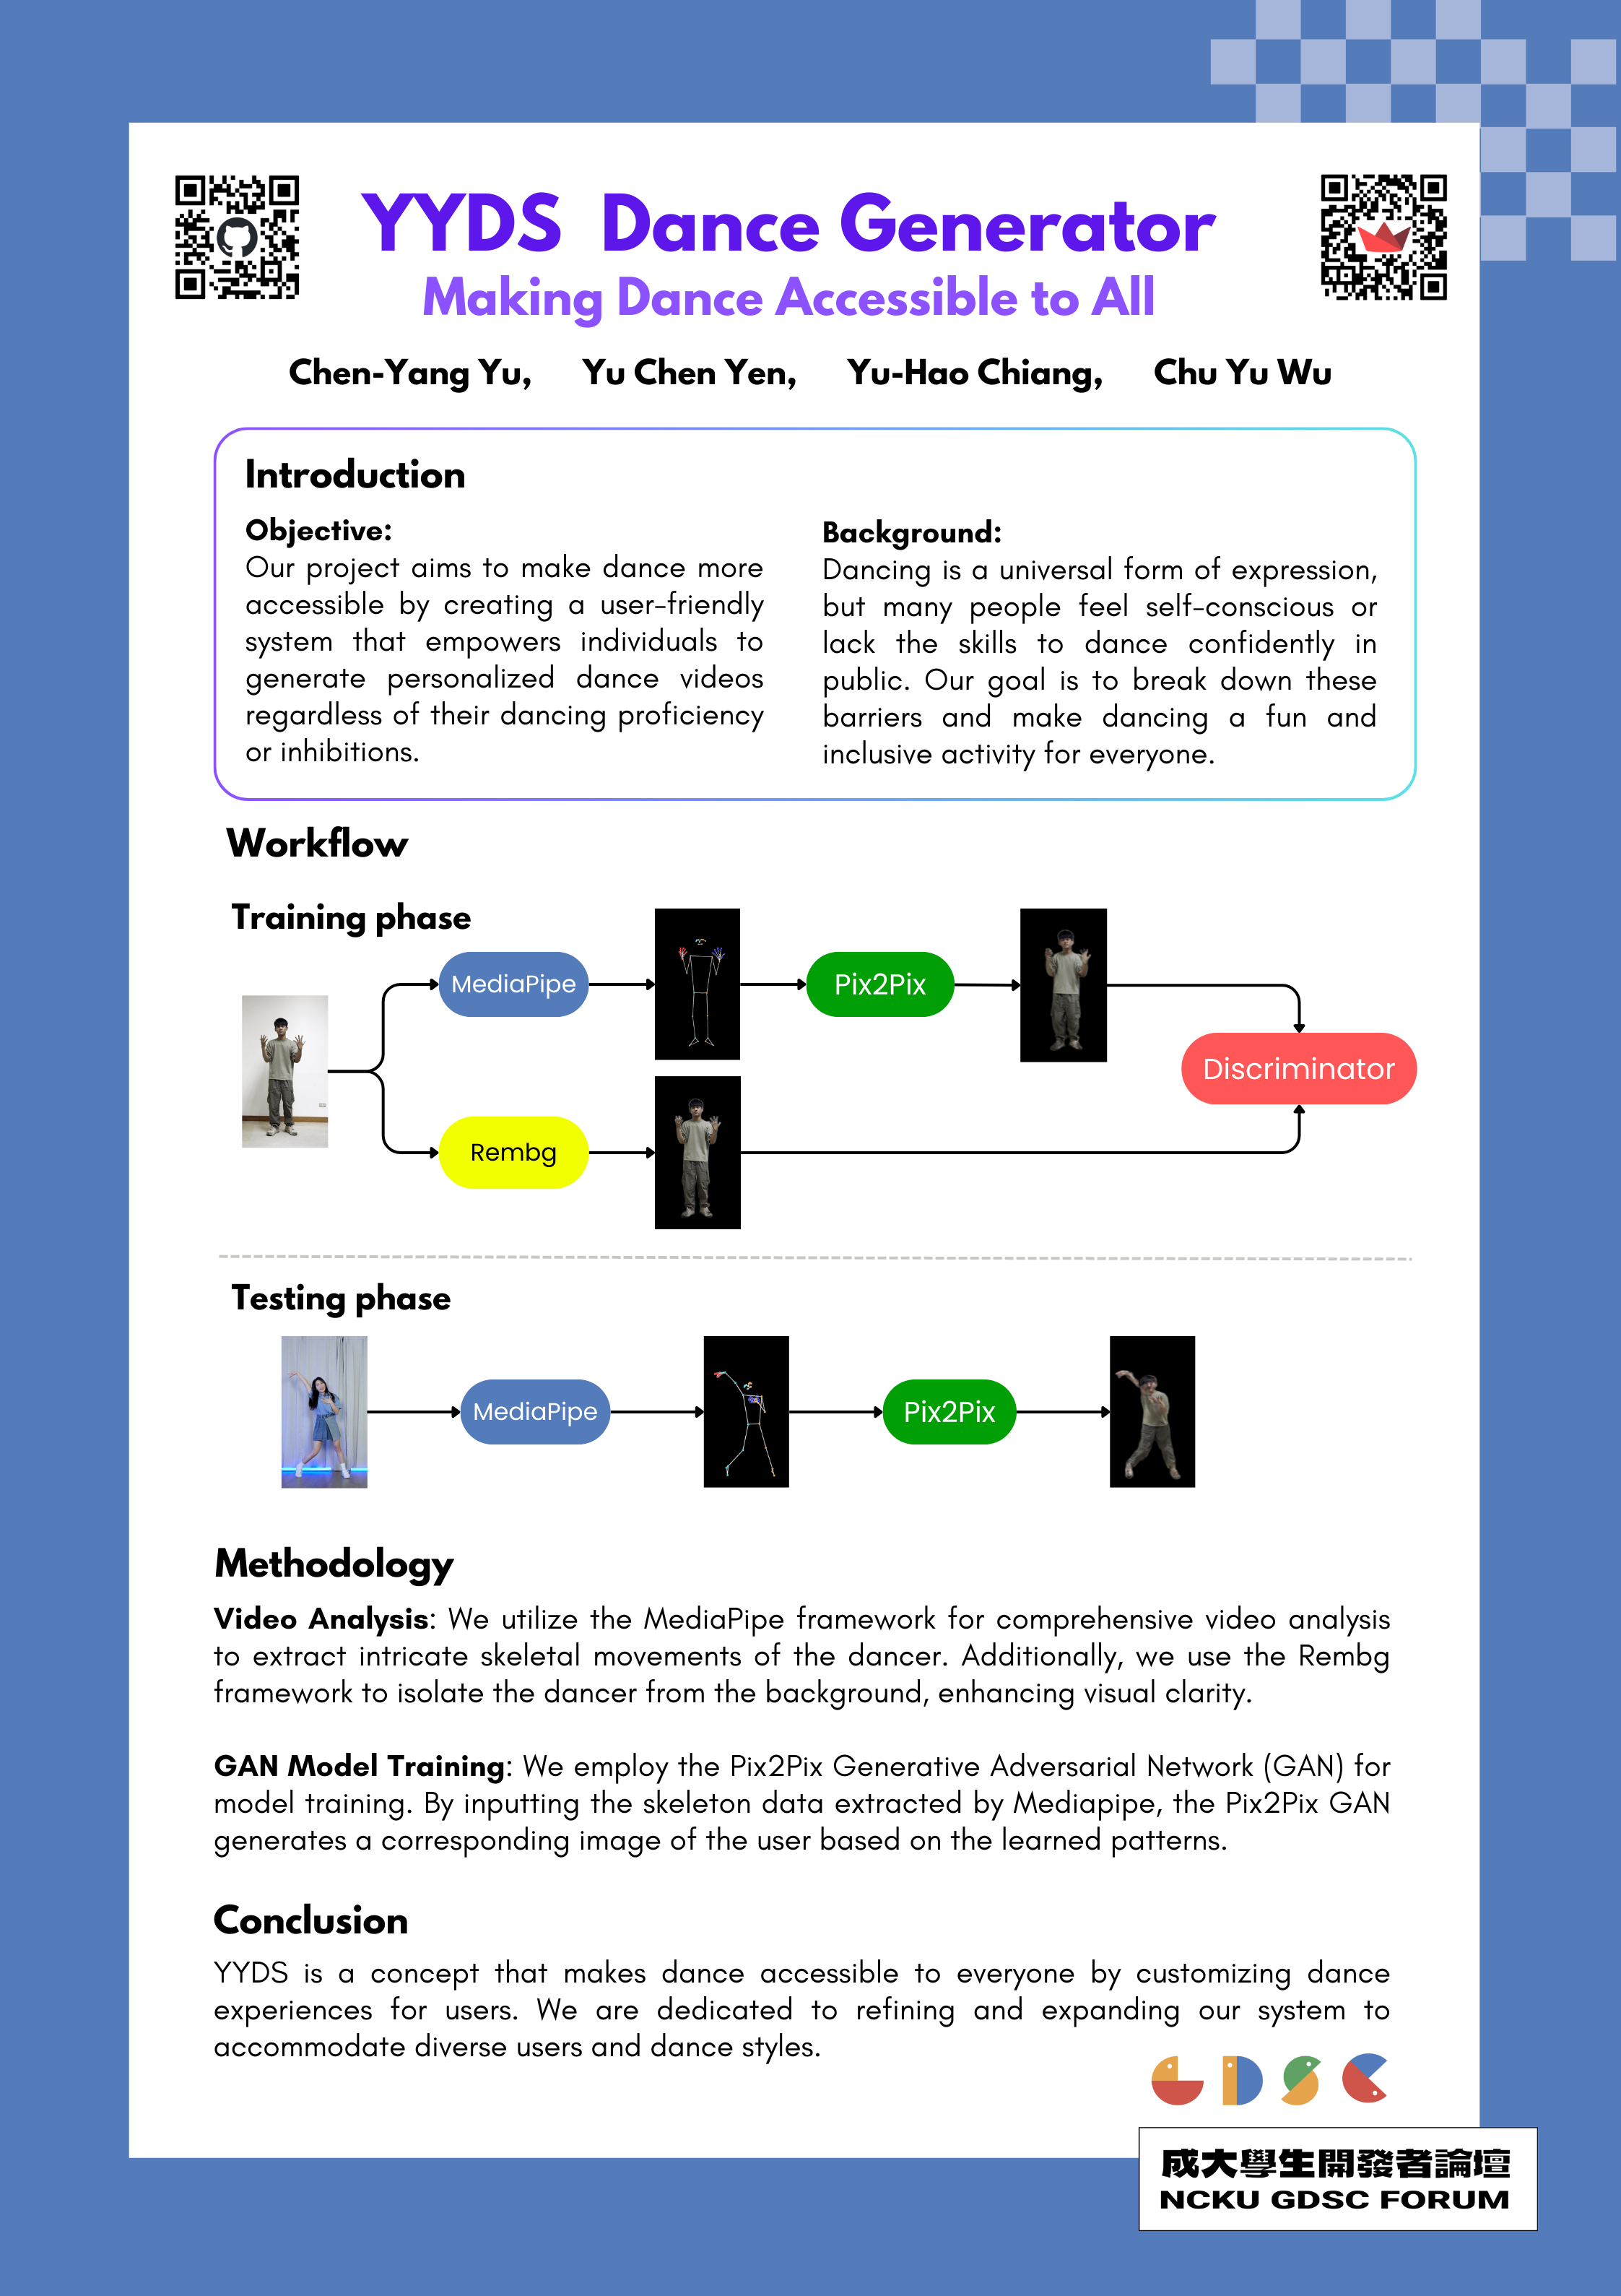 YYDS Dance Generator
Making Dance Accessible to All
Chen-Yang Yu, Yu Chen Yen, Yu-Hao Chiang, Chu Yu Wu
Introduction
Objective:
Our project aims to make dance more
accessible by creating a user-friendly
system that empowers individuals to
generate personalized dance videos
regardless of their dancing proficiency
or inhibitions.
Background:
Dancing is a universal form of expression,
but many people feel self-conscious or
lack the skills to dance confidently in
public. Our goal is to break down these
barriers and make dancing a fun and
inclusive activity for everyone.
Workflow
Training phase
MediaPipe
Pix2Pix
Discriminator
Rembg
Testing phase
MediaPipe
Pix2Pix
Methodology
Video Analysis: We utilize the MediaPipe framework for comprehensive video analysis
to extract intricate skeletal movements of the dancer. Additionally, we use the Rembg
framework to isolate the dancer from the background, enhancing visual clarity.
GAN Model Training: We employ the Pix2Pix Generative Adversarial Network (GAN) for
model training. By inputting the skeleton data extracted by Mediapipe, the Pix2Pix GAN
generates a corresponding image of the user based on the learned patterns.
Conclusion
YYDS is a concept that makes dance accessible to everyone by customizing dance
experiences for users. We are dedicated to refining and expanding our system to
accommodate diverse users and dance styles.
GDSC
成大學生開發者論壇
NCKU GDSC FORUM